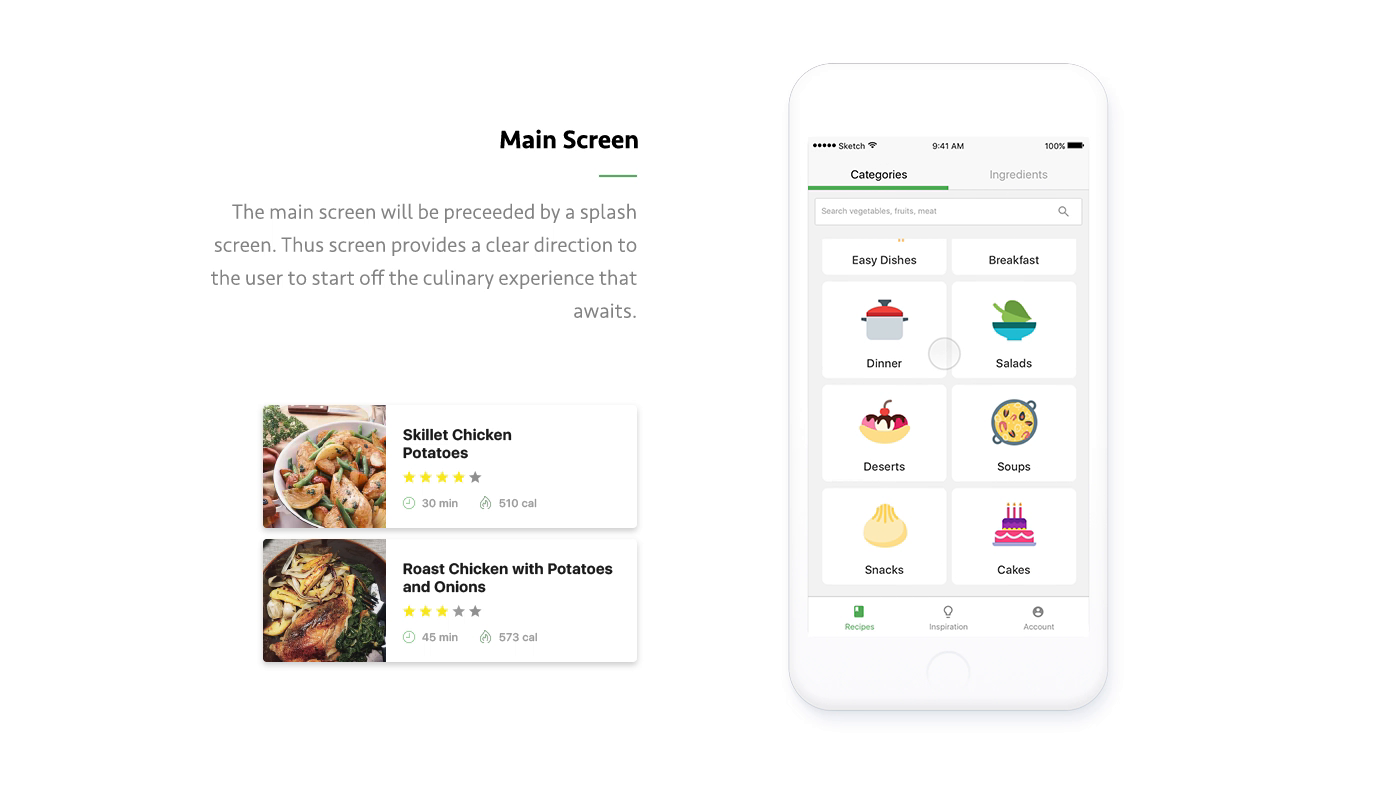 Main Screen
The main screen will be preceeded by a splash
screen. Thus screen provides a clear direction to
the user to start off the culinary experience that
awaits.
Skillet Chicken
Potatoes
30 min 510 cal
Roast Chicken with Potatoes
and Onions
45 min 573 cal
Sketch 9:41 AM 100%
Categories Ingredients
Search vegetables, fruits, meat
Easy Dishes Breakfast
Dinner Salads
Deserts Soups
Snacks Cakes
Recipes Inspiration Account